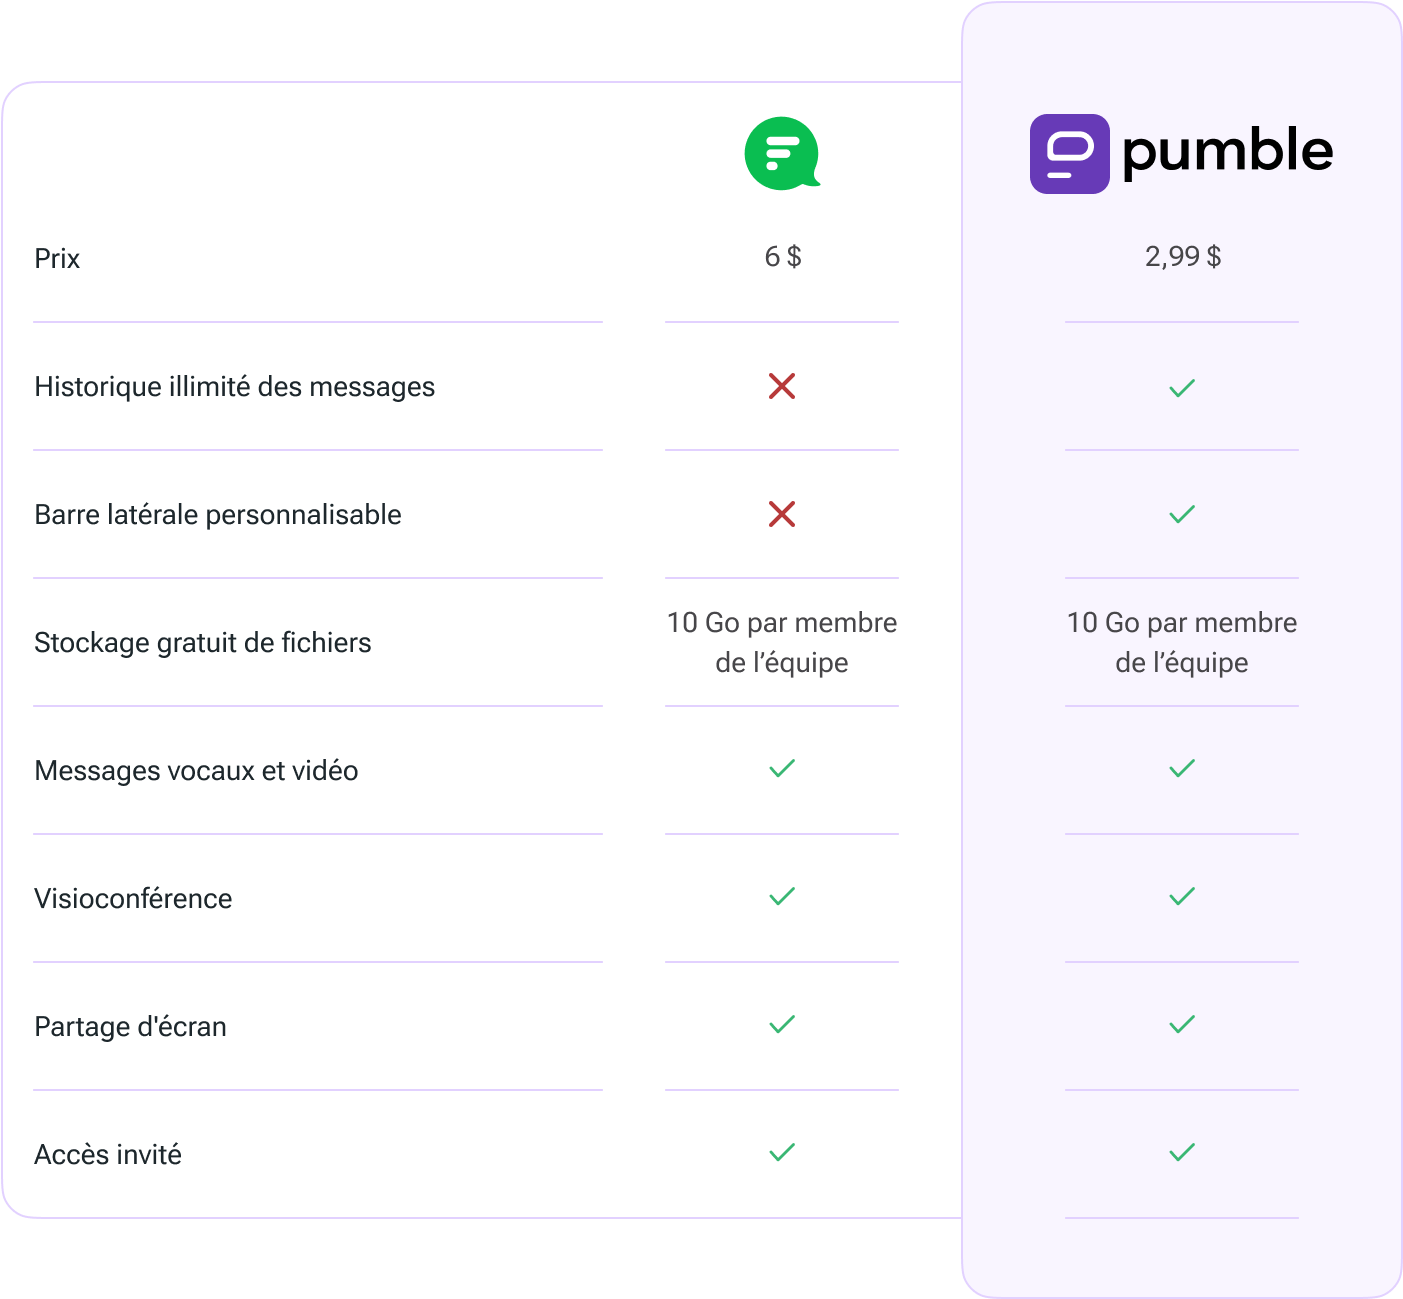 pumble
Prix
6 $
2,99 $
Historique illimité des messages
Barre latérale personnalisable
Stockage gratuit de fichiers
10 Go par membre
de l’équipe
10 Go par membre
de l’équipe
Messages vocaux et vidéo
Visioconférence
Partage d'écran
Accès invité